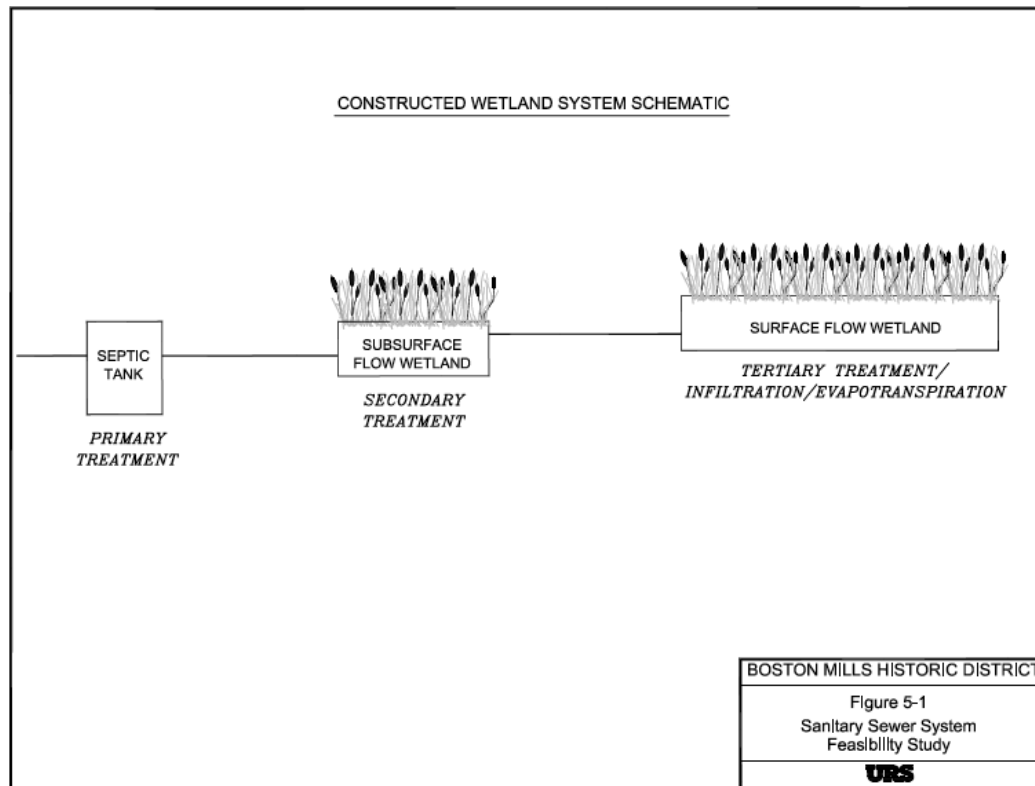 CONSTRUCTED WETLAND SYSTEM SCHEMATIC
SEPTIC
TANK
PRIMARY
TREATMENT
SUBSURFACE
FLOW WETLAND
SECONDARY
TREATMENT
SURFACE FLOW WETLAND
TERTIARY TREATMENT/
INFILTRATION/EVAPOTRANSPIRATION
BOSTON MILLS HISTORIC DISTRICT
Figure 5-1
Sanitary Sewer System
Feasibility Study
URS